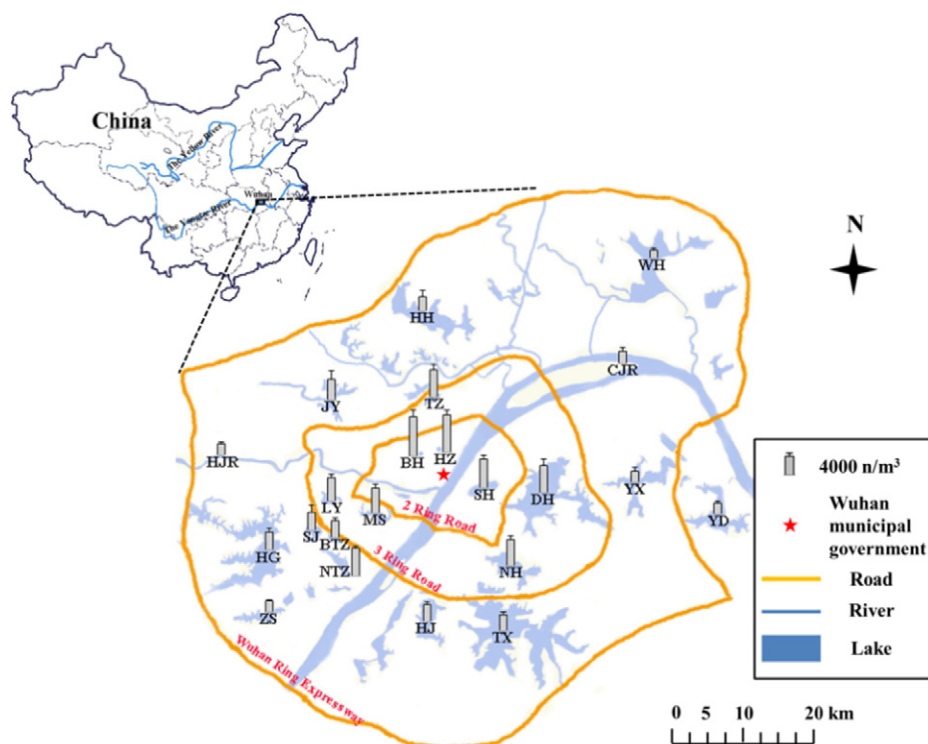 China
The Yellow River
Wuhan
The Yangtze River
N
WH
HH
CJR
JY
TZ
HJR
BH
HZ
SH
DH
YX
YD
LY
MS
2 Ring Road
SJ
BTZ
HG
NTZ
3 Ring Road
NH
ZS
HJ
TX
Wuhan Ring Expressway
4000 n/m³
Wuhan
municipal
government
Road
River
Lake
0 5 10 20 km